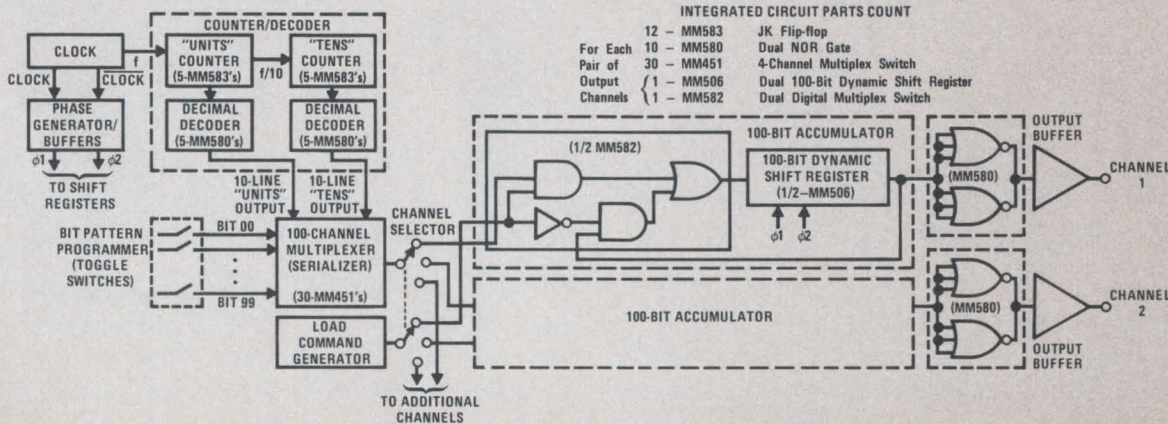 INTEGRATED CIRCUIT PARTS COUNT
12 – MM583 JK Flip-flop
For Each 10 – MM580 Dual NOR Gate
Pair of 30 – MM451 4-Channel Multiplex Switch
Output { 1 – MM506 Dual 100-Bit Dynamic Shift Register
Channels { 1 – MM582 Dual Digital Multiplex Switch
COUNTER/DECODER
CLOCK
f
"UNITS"
COUNTER
(5-MM583's)
f/10
"TENS"
COUNTER
(5-MM583's)
CLOCK
CLOCK
PHASE
GENERATOR/
BUFFERS
DECIMAL
DECODER
(5-MM580's)
DECIMAL
DECODER
(5-MM580's)
ϕ1
ϕ2
TO SHIFT
REGISTERS
10-LINE
"UNITS"
OUTPUT
10-LINE
"TENS"
OUTPUT
BIT PATTERN
PROGRAMMER
(TOGGLE
SWITCHES)
BIT 00
BIT 99
100-CHANNEL
MULTIPLEXER
(SERIALIZER)
(30-MM451's)
LOAD
COMMAND
GENERATOR
CHANNEL
SELECTOR
TO ADDITIONAL
CHANNELS
(1/2 MM582)
100-BIT ACCUMULATOR
100-BIT DYNAMIC
SHIFT REGISTER
(1/2–MM506)
ϕ1 ϕ2
(MM580)
OUTPUT
BUFFER
CHANNEL
1
100-BIT ACCUMULATOR
(MM580)
CHANNEL
2
OUTPUT
BUFFER